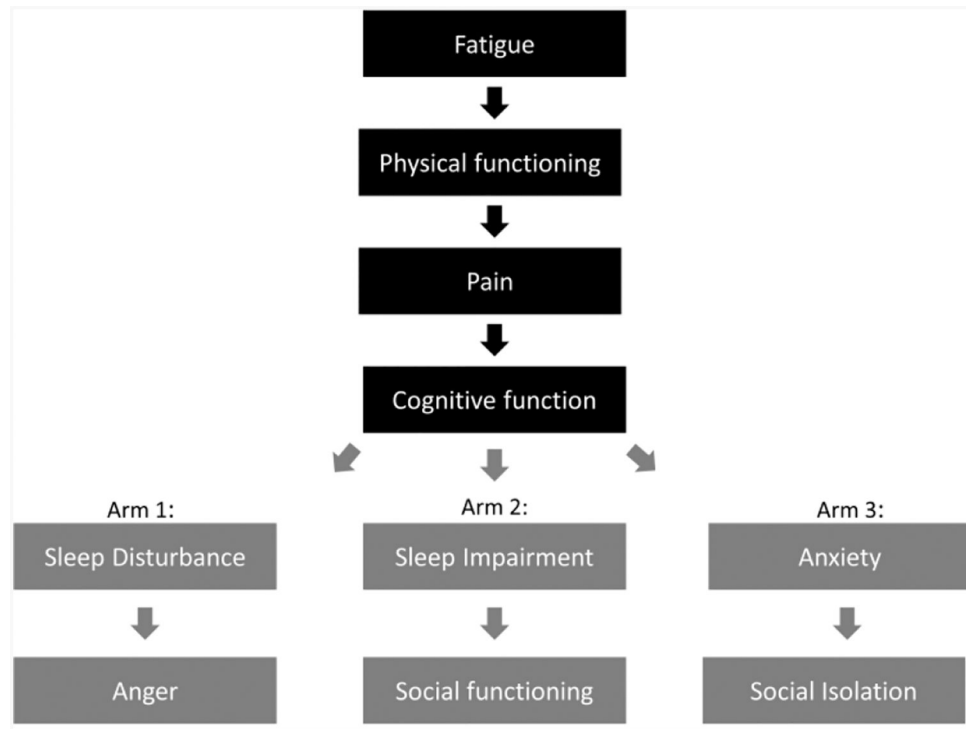 Fatigue
Physical functioning
Pain
Cognitive function
Arm 1:
Sleep Disturbance
Anger
Arm 2:
Sleep Impairment
Social functioning
Arm 3:
Anxiety
Social Isolation